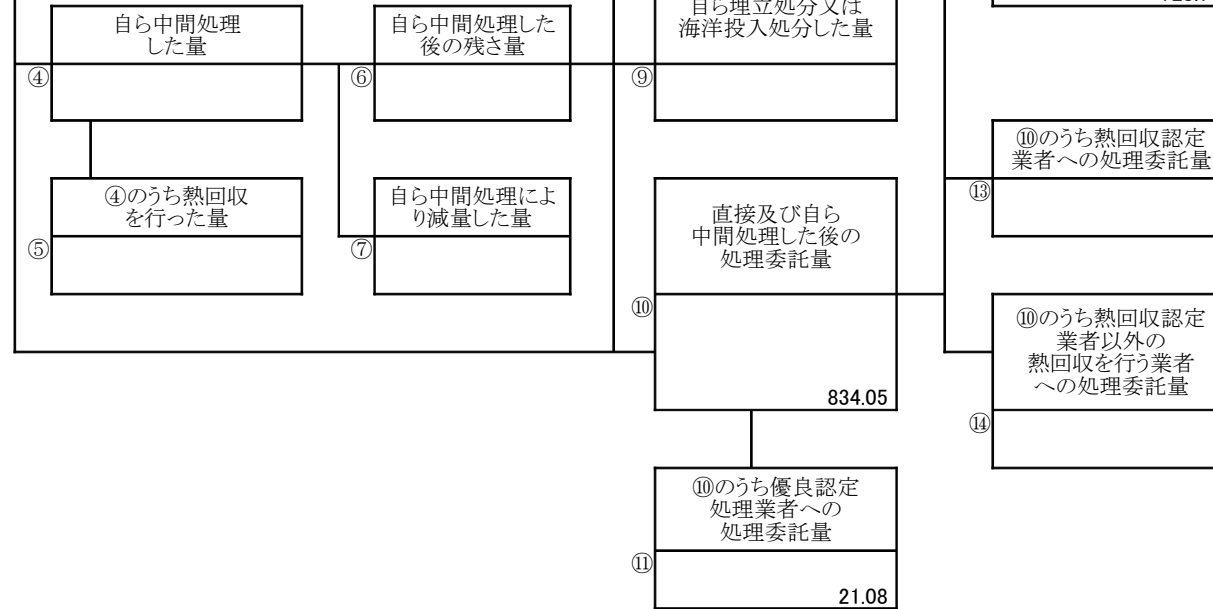 自ら中間処理
した量
④
自ら中間処理した
後の残さ量
⑥
自ら埋立処分又は
海洋投入処分した量
⑨
④のうち熱回収
を行った量
⑤
自ら中間処理によ
り減量した量
⑦
直接及び自ら
中間処理した後の
処理委託量
⑩
834.05
⑩のうち優良認定
処理業者への
処理委託量
⑪
21.08
⑩のうち熱回収認定
業者への処理委託量
⑬
⑩のうち熱回収認定
業者以外の
熱回収を行う業者
への処理委託量
⑭